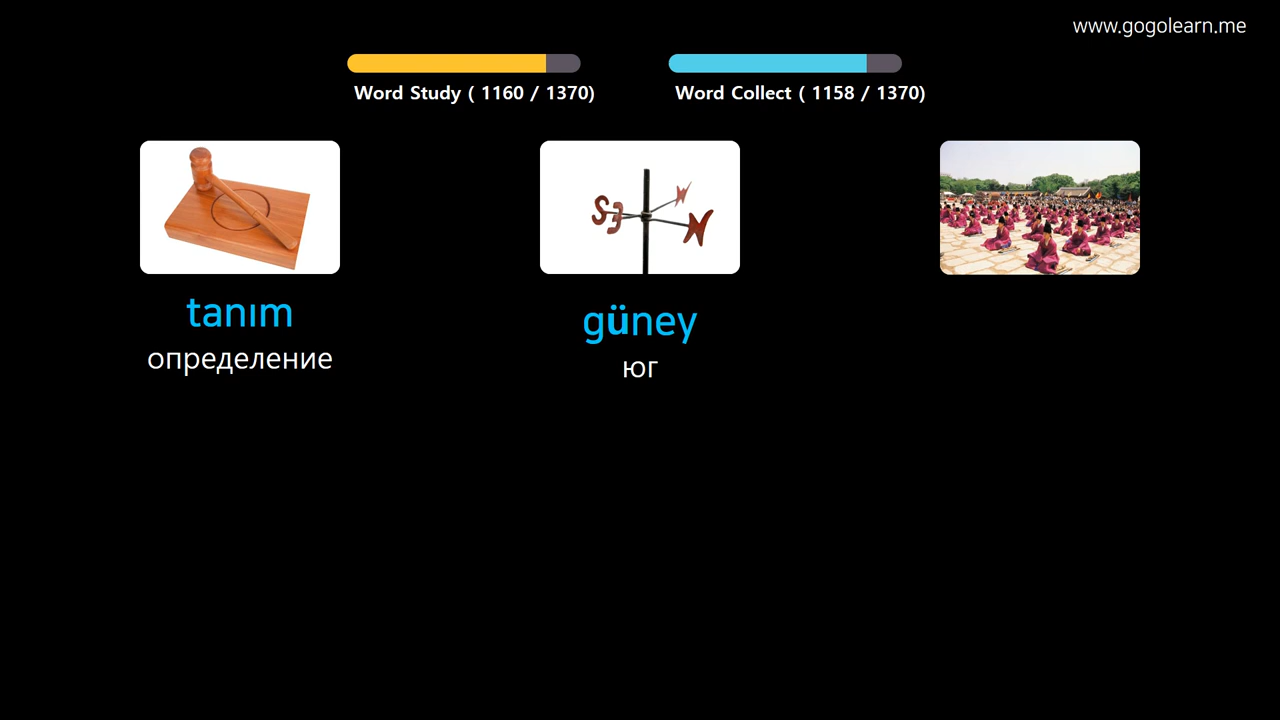 www.gogolearn.me
Word Study ( 1160 / 1370)
Word Collect ( 1158 / 1370)
tanım
определение
güney
юг